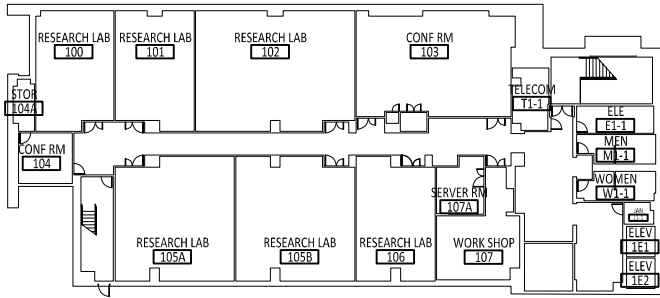 RESEARCH LAB
100
RESEARCH LAB
101
RESEARCH LAB
102
CONF RM
103
STOR
104A
TELECOM
T1-1
ELE
E1-1
MEN
M1-1
CONF RM
104
WOMEN
W1-1
SERVER RM
107A
JAN
RESEARCH LAB
105A
RESEARCH LAB
105B
RESEARCH LAB
106
WORK SHOP
107
ELEV
1E1
ELEV
1E2